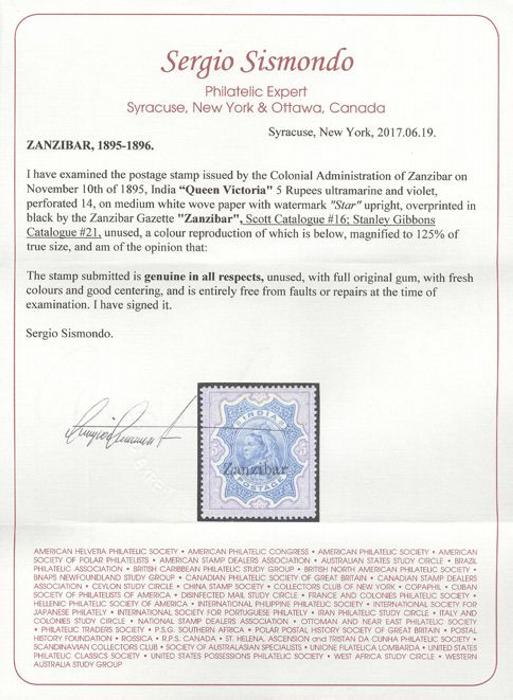 Sergio Sismondo
Philatelic Expert
Syracuse, New York & Ottawa, Canada
Syracuse, New York, 2017.06.19.
ZANZIBAR, 1895-1896.
I have examined the postage stamp issued by the Colonial Administration of Zanzibar on
November 10th of 1895, India "Queen Victoria" 5 Rupees ultramarine and violet,
perforated 14, on medium white wove paper with watermark "Star" upright, overprinted in
black by the Zanzibar Gazette "Zanzibar", Scott Catalogue #16; Stanley Gibbons
Catalogue #21, unused, a colour reproduction of which is below, magnified to 125% of
true size, and am of the opinion that:
The stamp submitted is genuine in all respects, unused, with full original gum, with fresh
colours and good centering, and is entirely free from faults or repairs at the time of
examination. I have signed it.
Sergio Sismondo.
INDIA
Zanzibar
POSTAGE
AMERICAN HELVETIA PHILATELIC SOCIETY • AMERICAN PHILATELIC CONGRESS • AMERICAN PHILATELIC SOCIETY • AMERICAN
SOCIETY OF POLAR PHILATELISTS • AMERICAN STAMP DEALERS ASSOCIATION • AUSTRALIAN STATES STUDY CIRCLE • BRAZIL
PHILATELIC ASSOCIATION • BRITISH CARIBBEAN PHILATELIC STUDY GROUP • BRITISH NORTH AMERICA PHILATELIC SOCIETY •
BNAPS NEWFOUNDLAND STUDY GROUP • CANADIAN PHILATELIC SOCIETY OF GREAT BRITAIN • CANADIAN STAMP DEALERS
ASSOCIATION • CEYLON STUDY CIRCLE • CHINA STAMP SOCIETY • COLLECTORS CLUB OF NEW YORK • COPAPHIL • CUBAN
SOCIETY OF PHILATELISTS OF AMERICA • DISINFECTED MAIL STUDY CIRCLE • FRANCE AND COLONIES PHILATELIC SOCIETY •
HELLENIC PHILATELIC SOCIETY OF AMERICA • INTERNATIONAL PHILIPPINE PHILATELIC SOCIETY • INTERNATIONAL SOCIETY FOR
JAPANESE PHILATELY • INTERNATIONAL SOCIETY FOR PORTUGUESE PHILATELY • IRAN PHILATELIC STUDY CIRCLE • ITALY AND
COLONIES STUDY CIRCLE • NATIONAL STAMP DEALERS ASSOCIATION • OTTOMAN AND NEAR EAST PHILATELIC SOCIETY
• PHILATELIC TRADERS SOCIETY • P.S.G. SOUTHERN AFRICA • POLAR POSTAL HISTORY SOCIETY OF GREAT BRITAIN • POSTAL
HISTORY FOUNDATION • ROSSICA • R.P.S. CANADA • ST. HELENA, ASCENSION and TRISTAN DA CUNHA PHILATELIC SOCIETY •
SCANDINAVIAN COLLECTORS CLUB • SOCIETY OF AUSTRALIAN SPECIALISTS • UNIONE FILATELICA LOMBARDA • UNITED STATES
PHILATELIC CLASSICS SOCIETY • UNITED STATES POSSESSIONS PHILATELIC SOCIETY • WEST AFRICA STUDY CIRCLE • WESTERN
AUSTRALIA STUDY GROUP